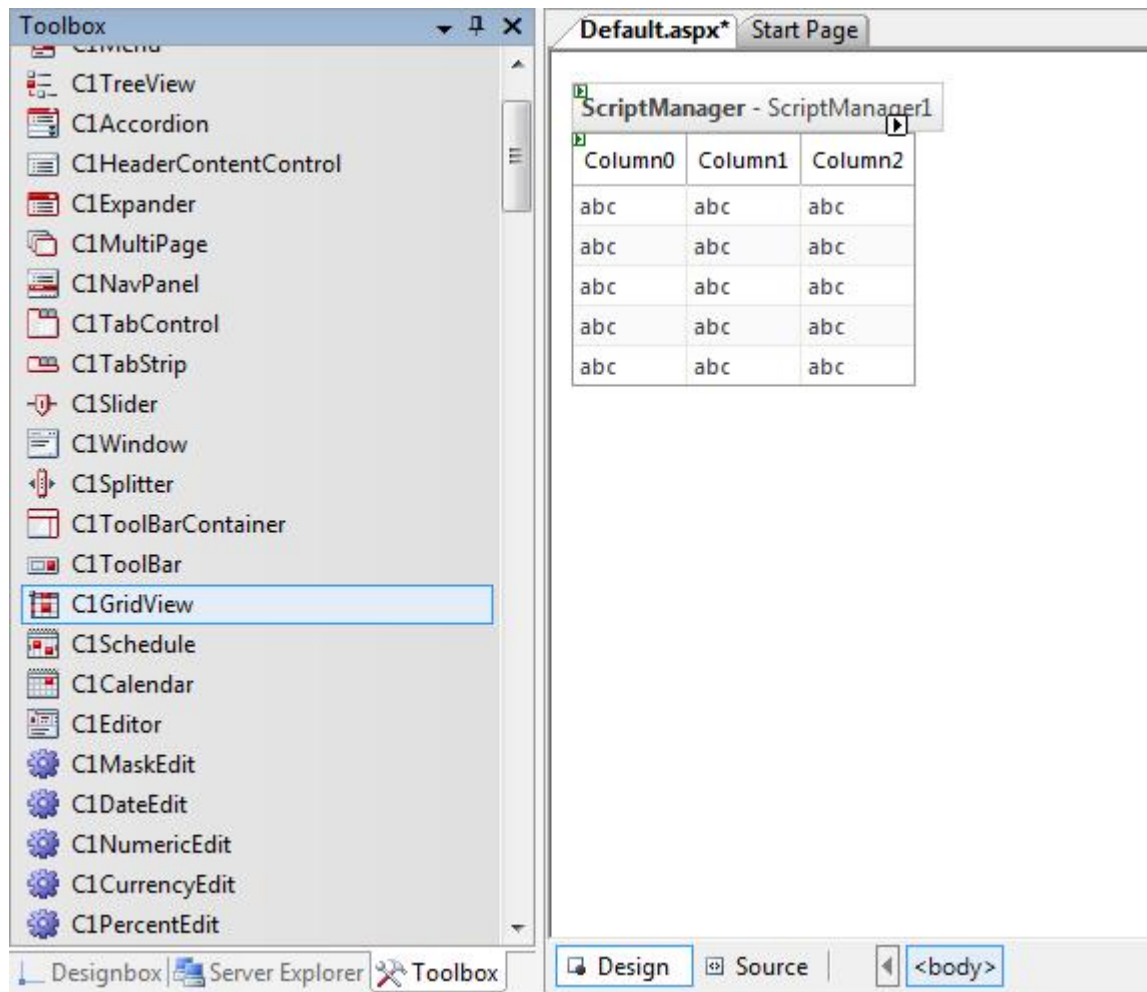 Toolbox
C1Menu
C1TreeView
C1Accordion
C1HeaderContentControl
C1Expander
C1MultiPage
C1NavPanel
C1TabControl
C1TabStrip
C1Slider
C1Window
C1Splitter
C1ToolBarContainer
C1ToolBar
C1GridView
C1Schedule
C1Calendar
C1Editor
C1MaskEdit
C1DateEdit
C1NumericEdit
C1CurrencyEdit
C1PercentEdit
Designbox Server Explorer Toolbox
Default.aspx* Start Page
ScriptManager - ScriptManager1
Column0 Column1 Column2
abc abc abc
abc abc abc
abc abc abc
abc abc abc
abc abc abc
Design Source <body>